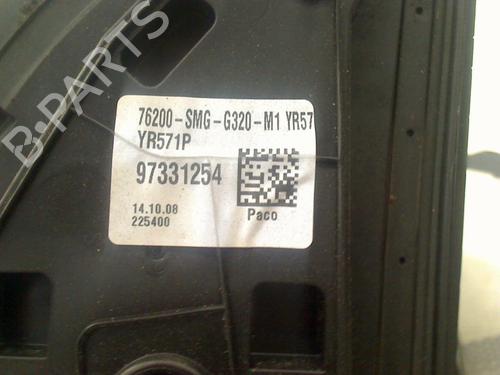 B-PARTS
76200-SMG-G320-M1 YR57
YR571P
97331254
14.10.08
225400
Paco